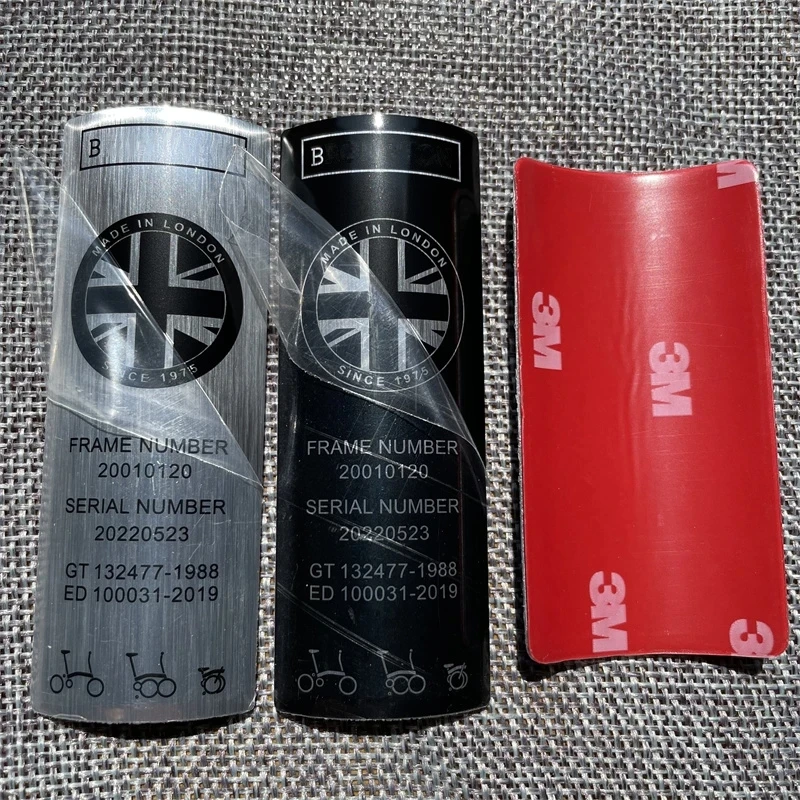 B
MADE IN LONDON
SINCE 1975
FRAME NUMBER
20010120
SERIAL NUMBER
20220523
GT 132477-1988
ED 100031-2019
B
MADE IN LONDON
SINCE 1975
FRAME NUMBER
20010120
SERIAL NUMBER
20220523
GT 132477-1988
ED 100031-2019
3M
3M
3M